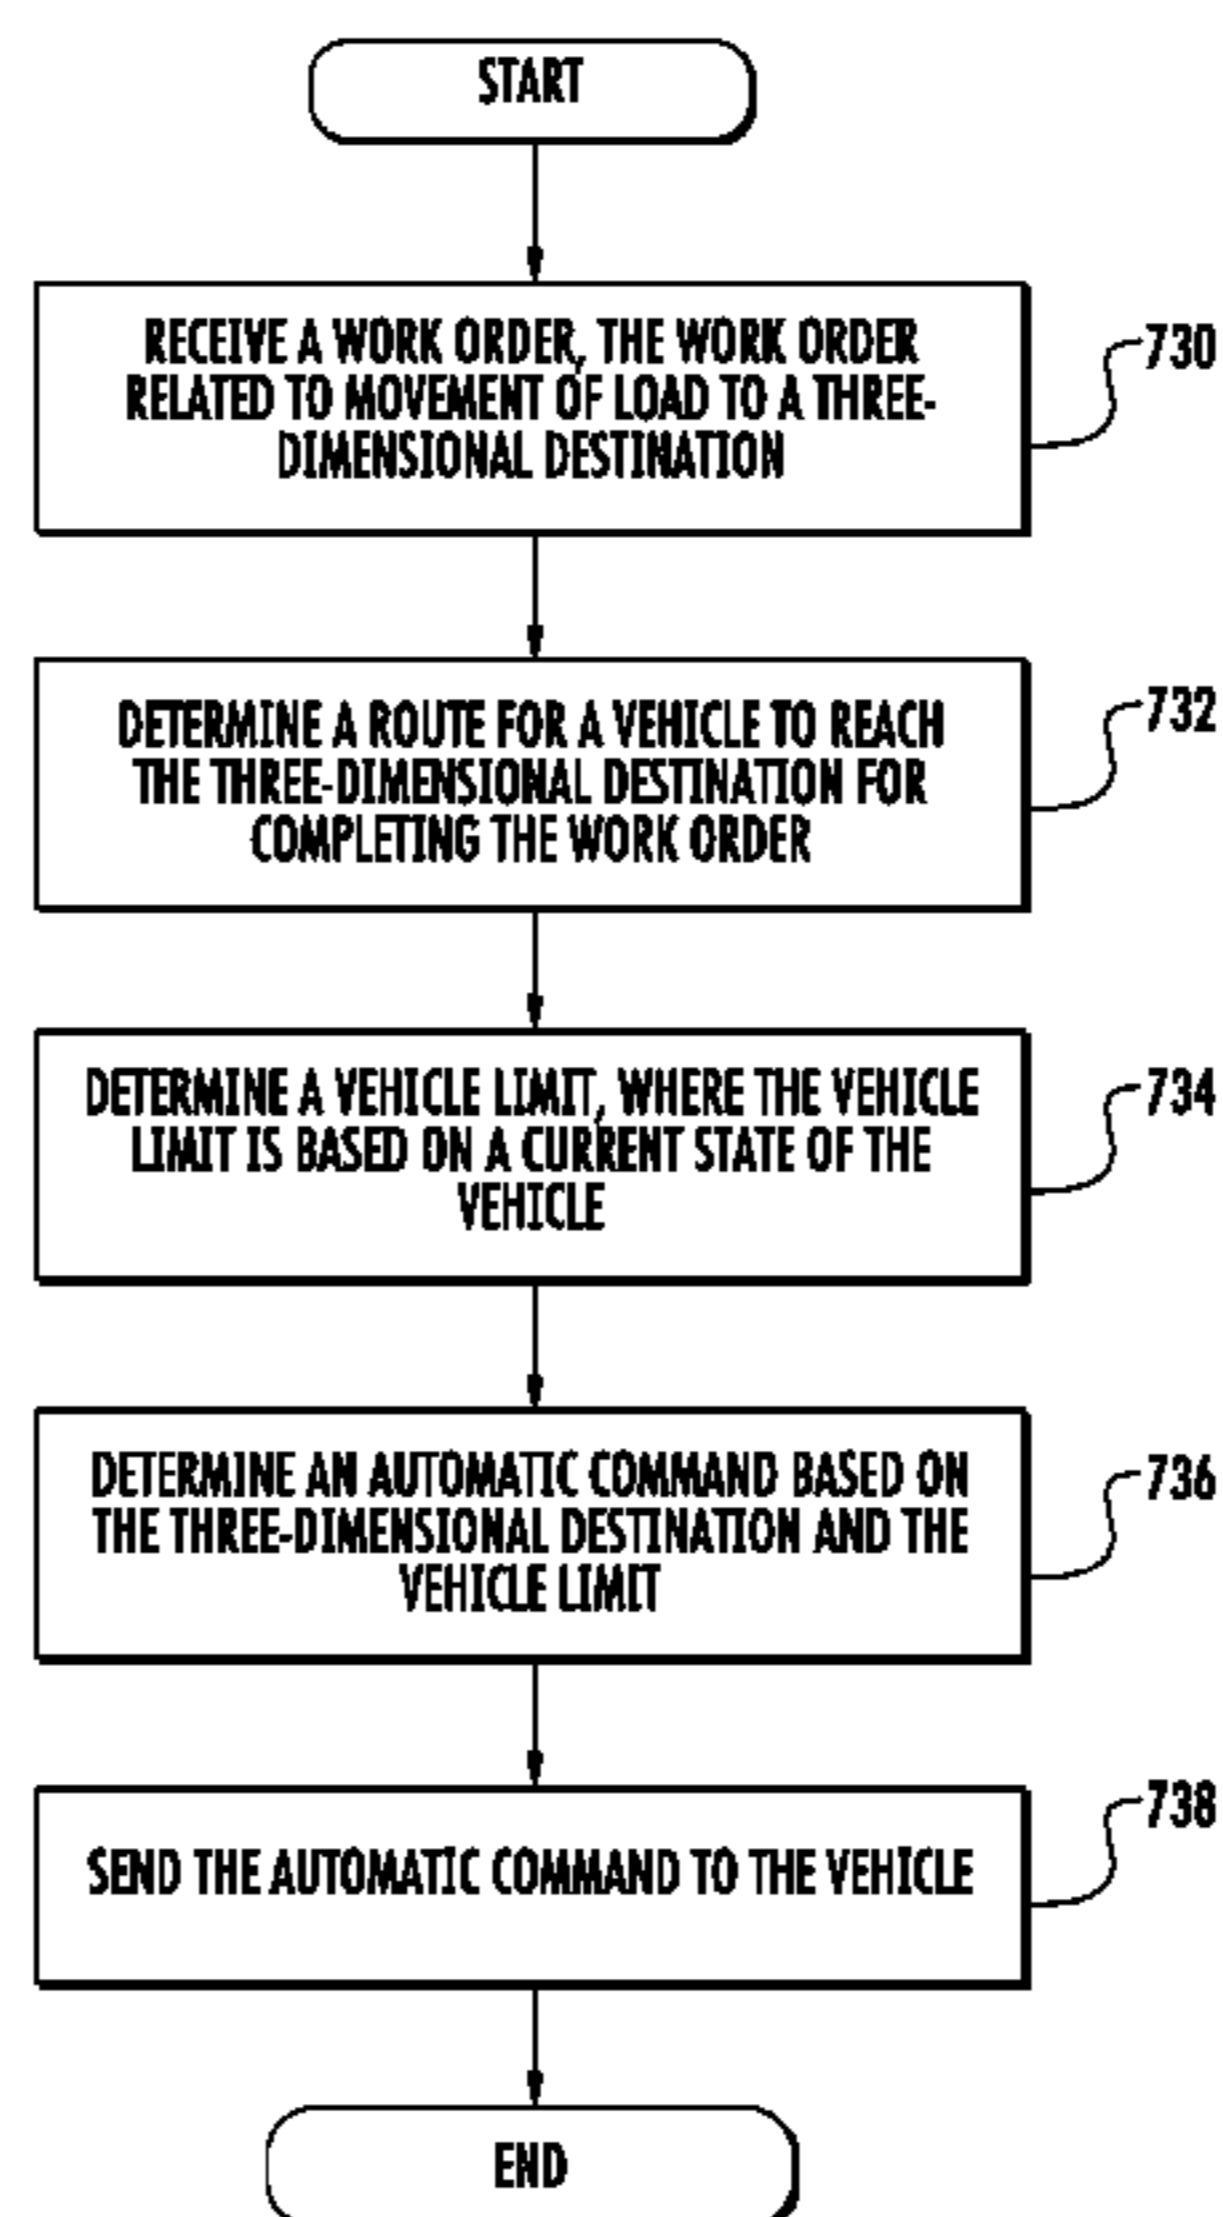 START
RECEIVE A WORK ORDER, THE WORK ORDER
RELATED TO MOVEMENT OF LOAD TO A THREE-
DIMENSIONAL DESTINATION
730
DETERMINE A ROUTE FOR A VEHICLE TO REACH
THE THREE-DIMENSIONAL DESTINATION FOR
COMPLETING THE WORK ORDER
732
DETERMINE A VEHICLE LIMIT, WHERE THE VEHICLE
LIMIT IS BASED ON A CURRENT STATE OF THE
VEHICLE
734
DETERMINE AN AUTOMATIC COMMAND BASED ON
THE THREE-DIMENSIONAL DESTINATION AND THE
VEHICLE LIMIT
736
SEND THE AUTOMATIC COMMAND TO THE VEHICLE
738
END